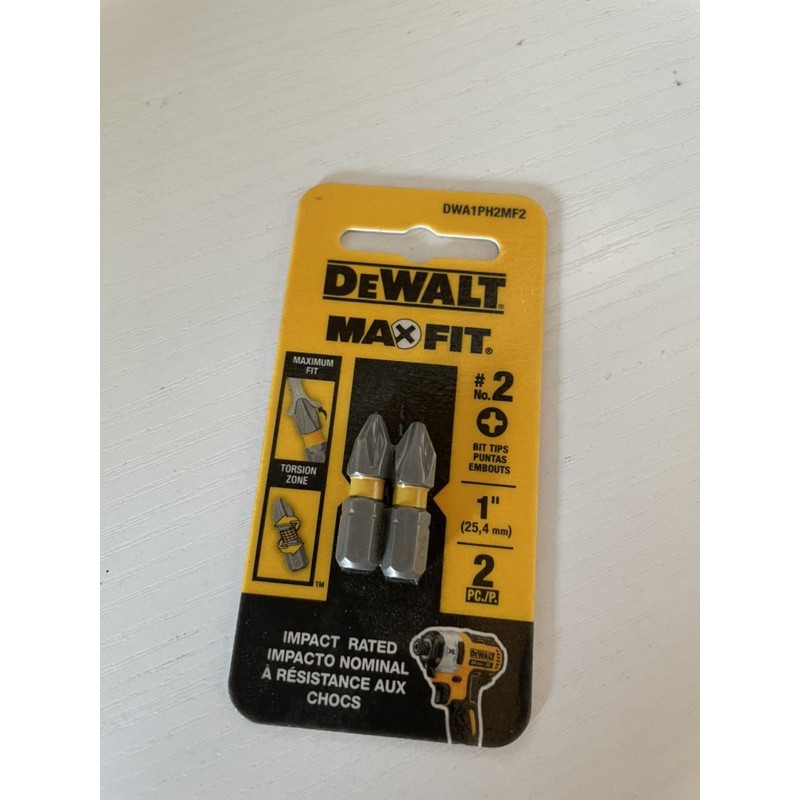 DWA1PH2MF2
DEWALT®
MAXFIT®
MAXIMUM
FIT
TORSION
ZONE
TM
#
No. 2
BIT TIPS
PUNTAS
EMBOUTS
1"
(25,4 mm)
2
PC./P.
IMPACT RATED
IMPACTO NOMINAL
À RÉSISTANCE AUX
CHOCS
DEWALT